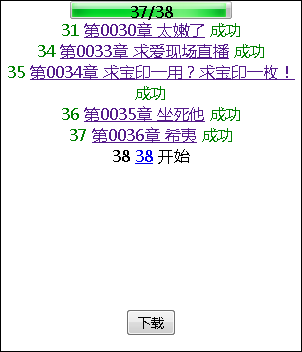 37/38
31 第0030章 太嫩了 成功
34 第0033章 求爱现场直播 成功
35 第0034章 求宝印一用？求宝印一枚！
成功
36 第0035章 坐死他 成功
37 第0036章 希夷 成功
38 38 开始
下载